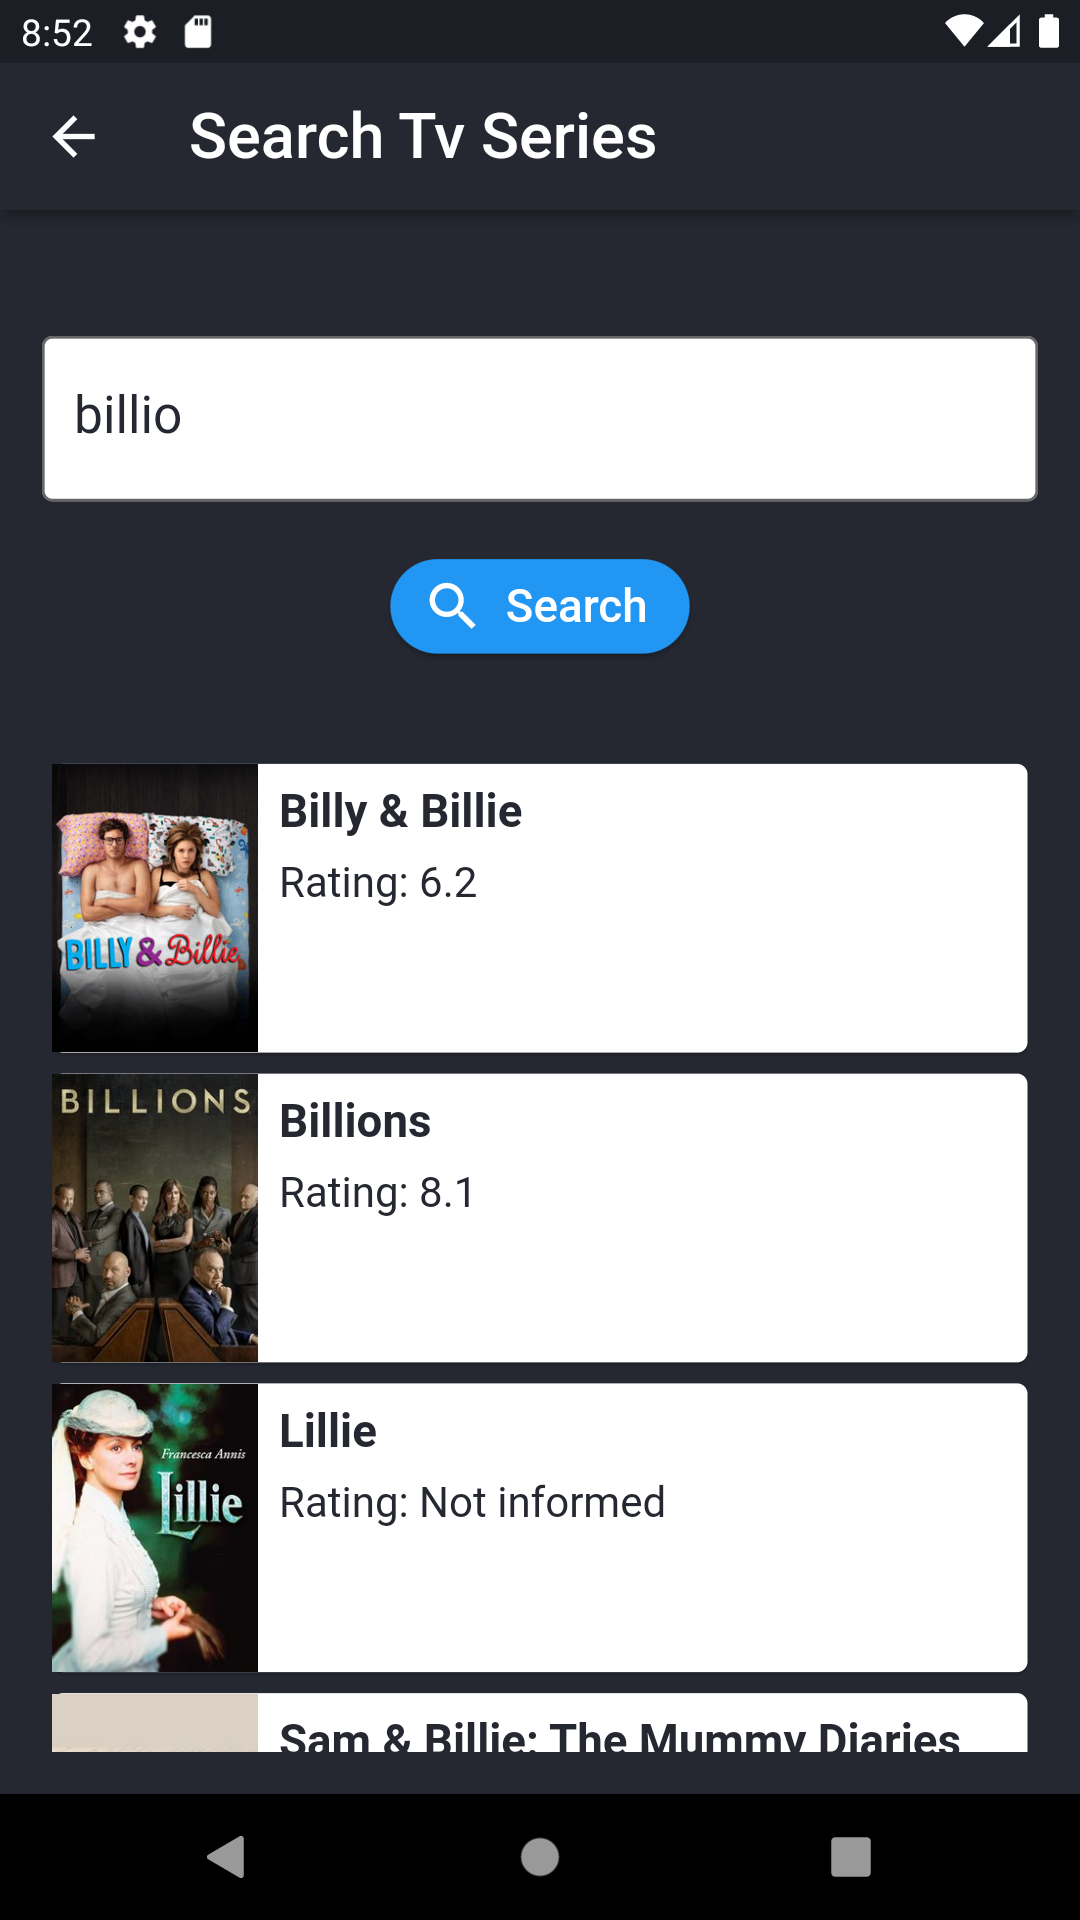 8:52
Search Tv Series
billio
Search
BILLY & Billie
Billy & Billie
Rating: 6.2
BILLIONS
Billions
Rating: 8.1
Francesca Annis
Lillie
Lillie
Rating: Not informed
Sam & Billie: The Mummy Diaries